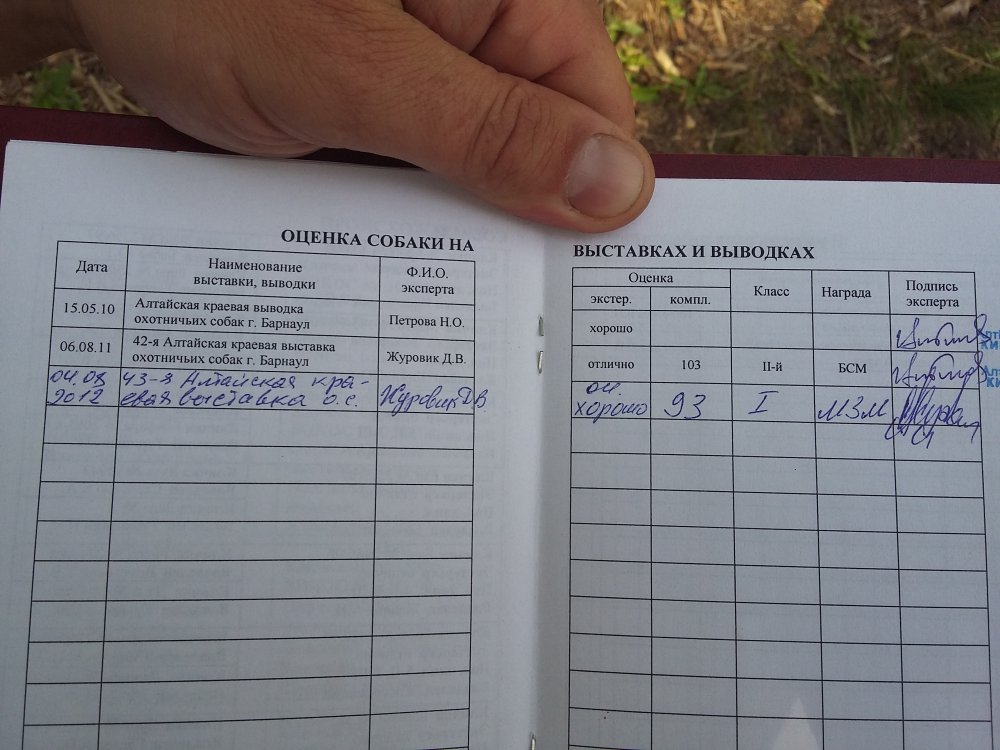 ОЦЕНКА СОБАКИ НА ВЫСТАВКАХ И ВЫВОДКАХ
Дата
Наименование
выставки, выводки
Ф.И.О.
эксперта
Оценка
экстер.
компл.
Класс
Награда
Подпись
эксперта
15.05.10
Алтайская краевая выводка
охотничьих собак г. Барнаул
Петрова Н.О.
хорошо
06.08.11
42-я Алтайская краевая выставка
охотничьих собак г. Барнаул
Журовик Д.В.
отлично
103
II-й
БСМ
04.08
2012
43-я Алтайская кра-
евая выставка о.с.
Журовик Д.В.
оч.
хорошо
93
I
МЗМ